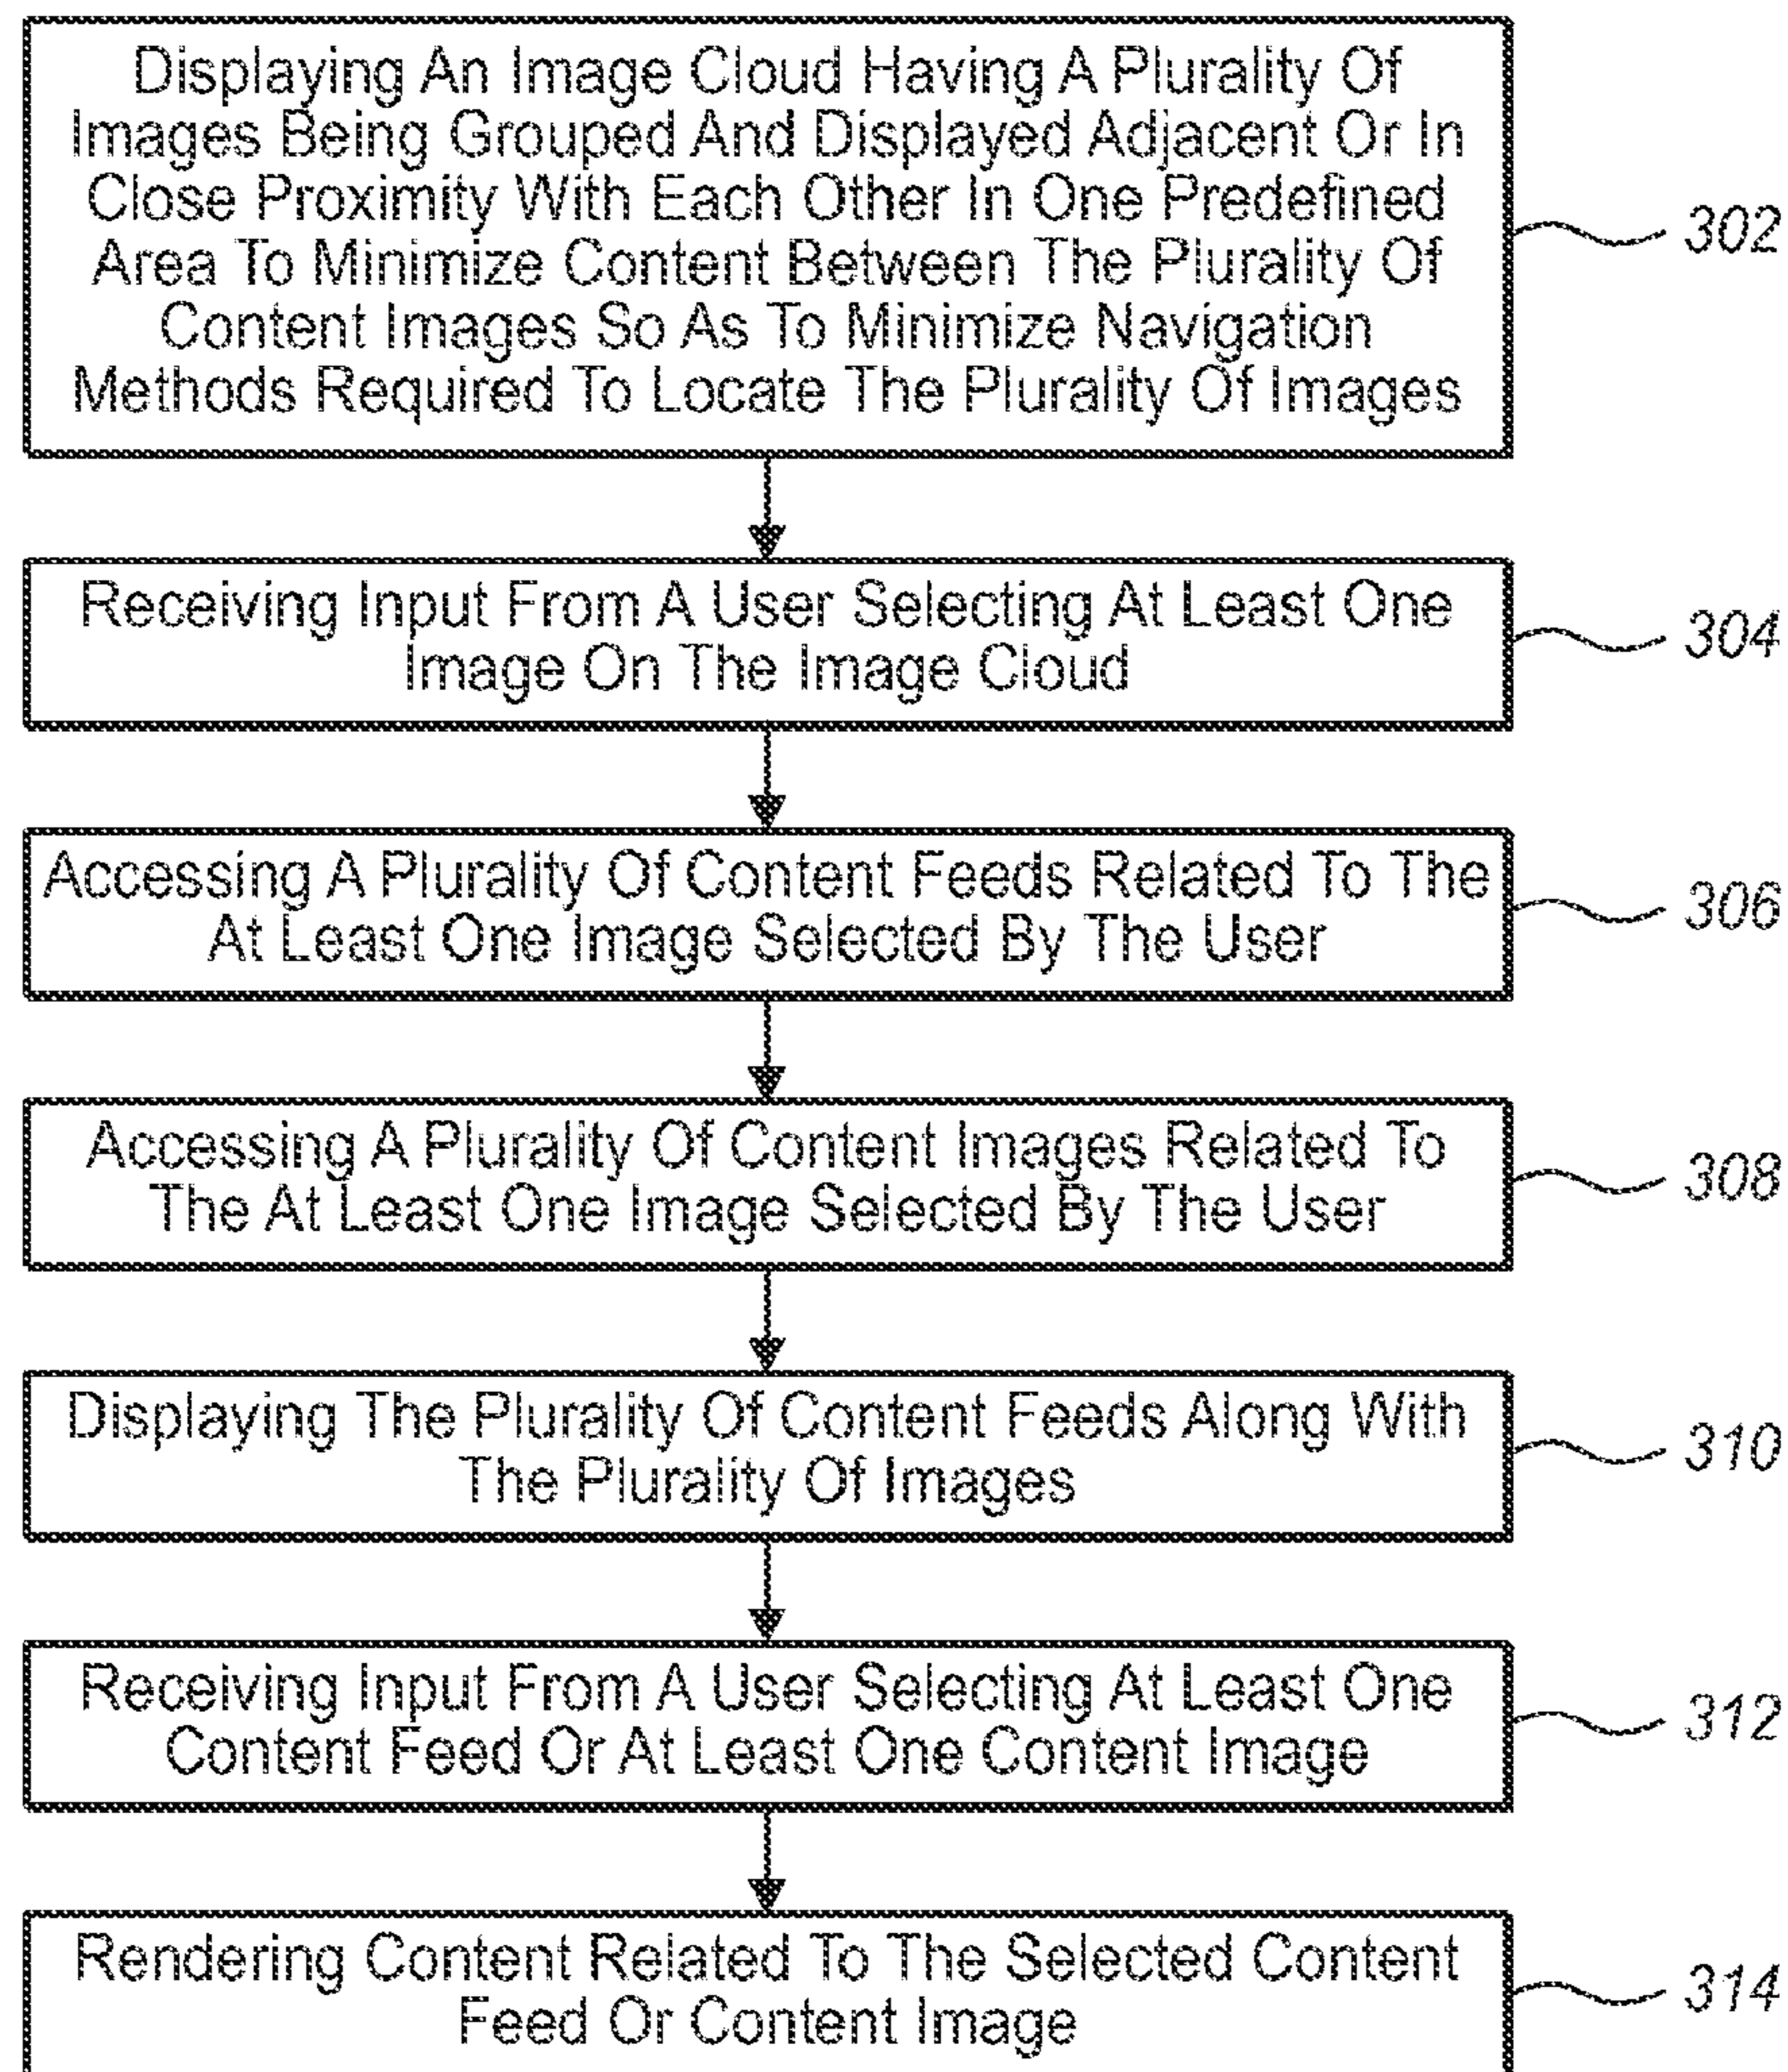 Displaying An Image Cloud Having A Plurality Of
Images Being Grouped And Displayed Adjacent Or In
Close Proximity With Each Other In One Predefined
Area To Minimize Content Between The Plurality Of
Content Images So As To Minimize Navigation
Methods Required To Locate The Plurality Of Images
302
Receiving Input From A User Selecting At Least One
Image On The Image Cloud
304
Accessing A Plurality Of Content Feeds Related To The
At Least One Image Selected By The User
306
Accessing A Plurality Of Content Images Related To
The At Least One Image Selected By The User
308
Displaying The Plurality Of Content Feeds Along With
The Plurality Of Images
310
Receiving Input From A User Selecting At Least One
Content Feed Or At Least One Content Image
312
Rendering Content Related To The Selected Content
Feed Or Content Image
314